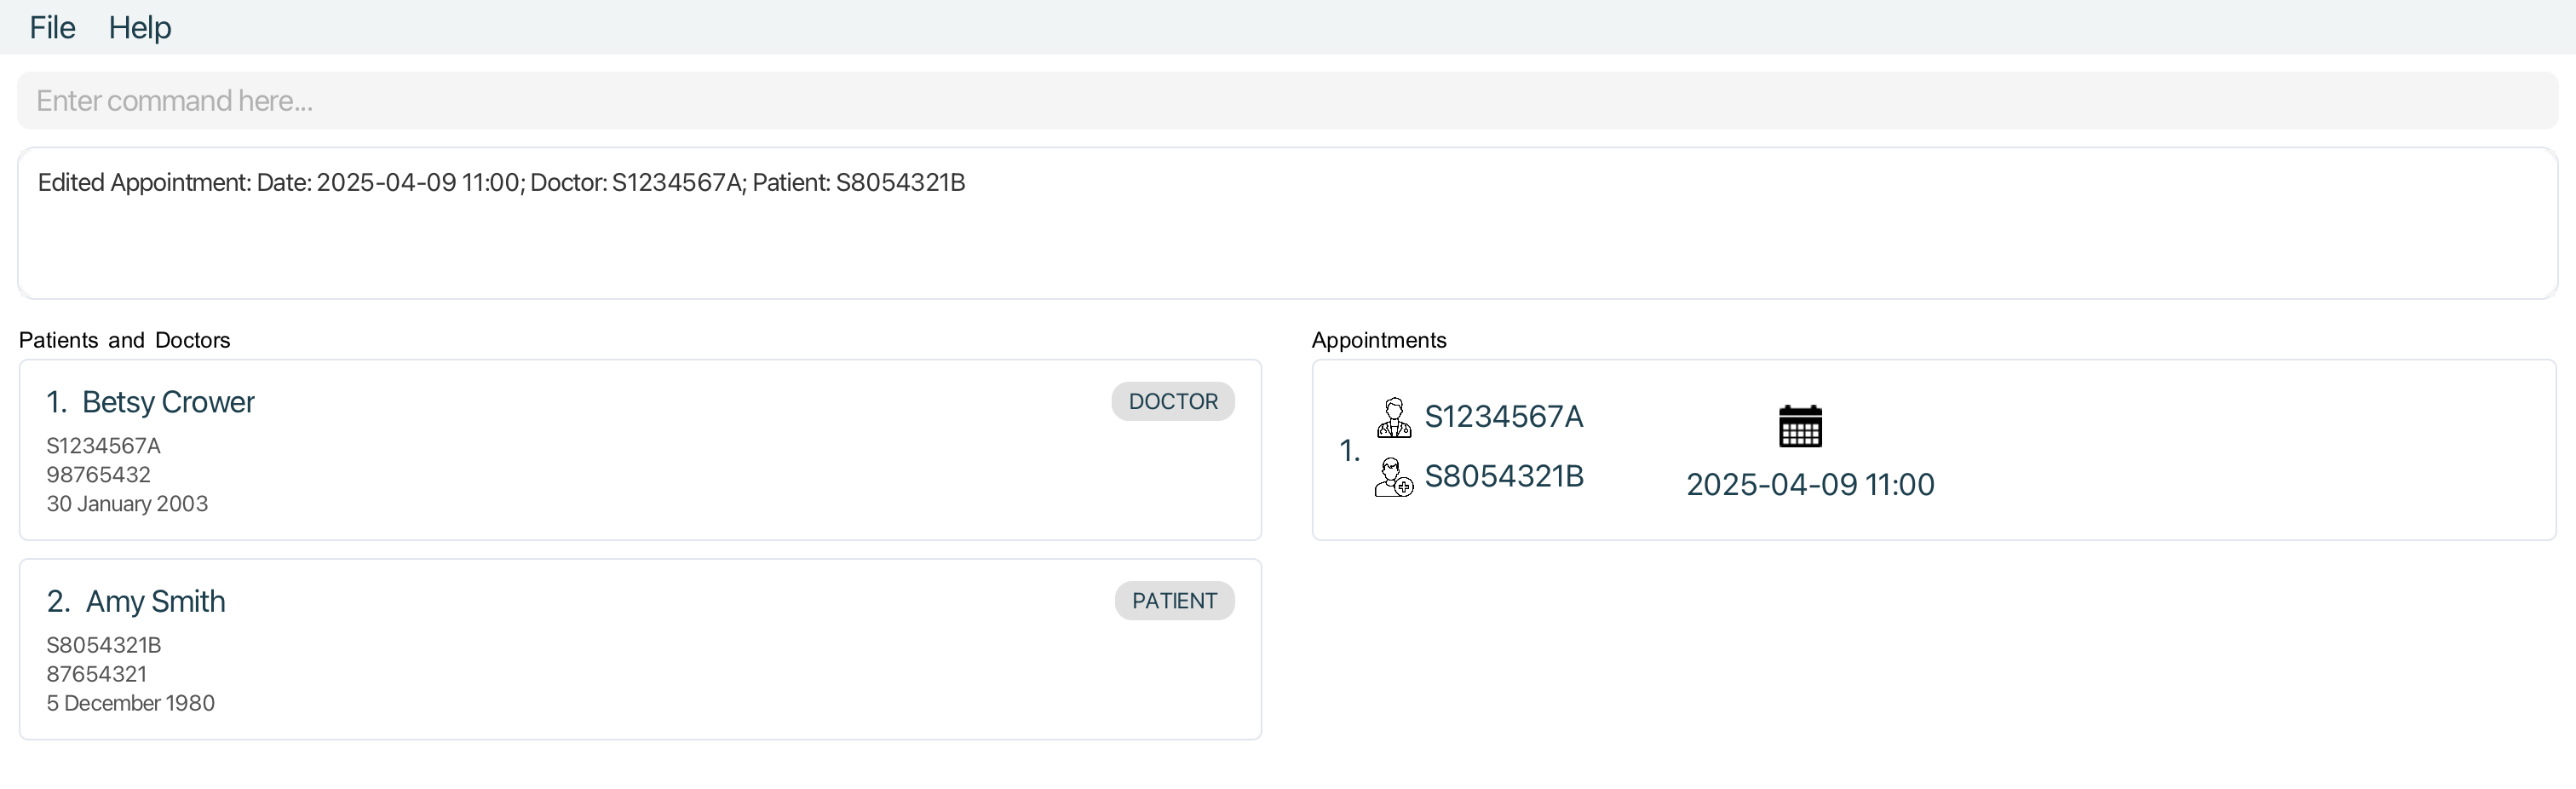 File Help
Enter command here...
Edited Appointment: Date: 2025-04-09 11:00; Doctor: S1234567A; Patient: S8054321B
Patients and Doctors
1. Betsy Crower
DOCTOR
S1234567A
98765432
30 January 2003
2. Amy Smith
PATIENT
S8054321B
87654321
5 December 1980
Appointments
1.
S1234567A
S8054321B
2025-04-09 11:00